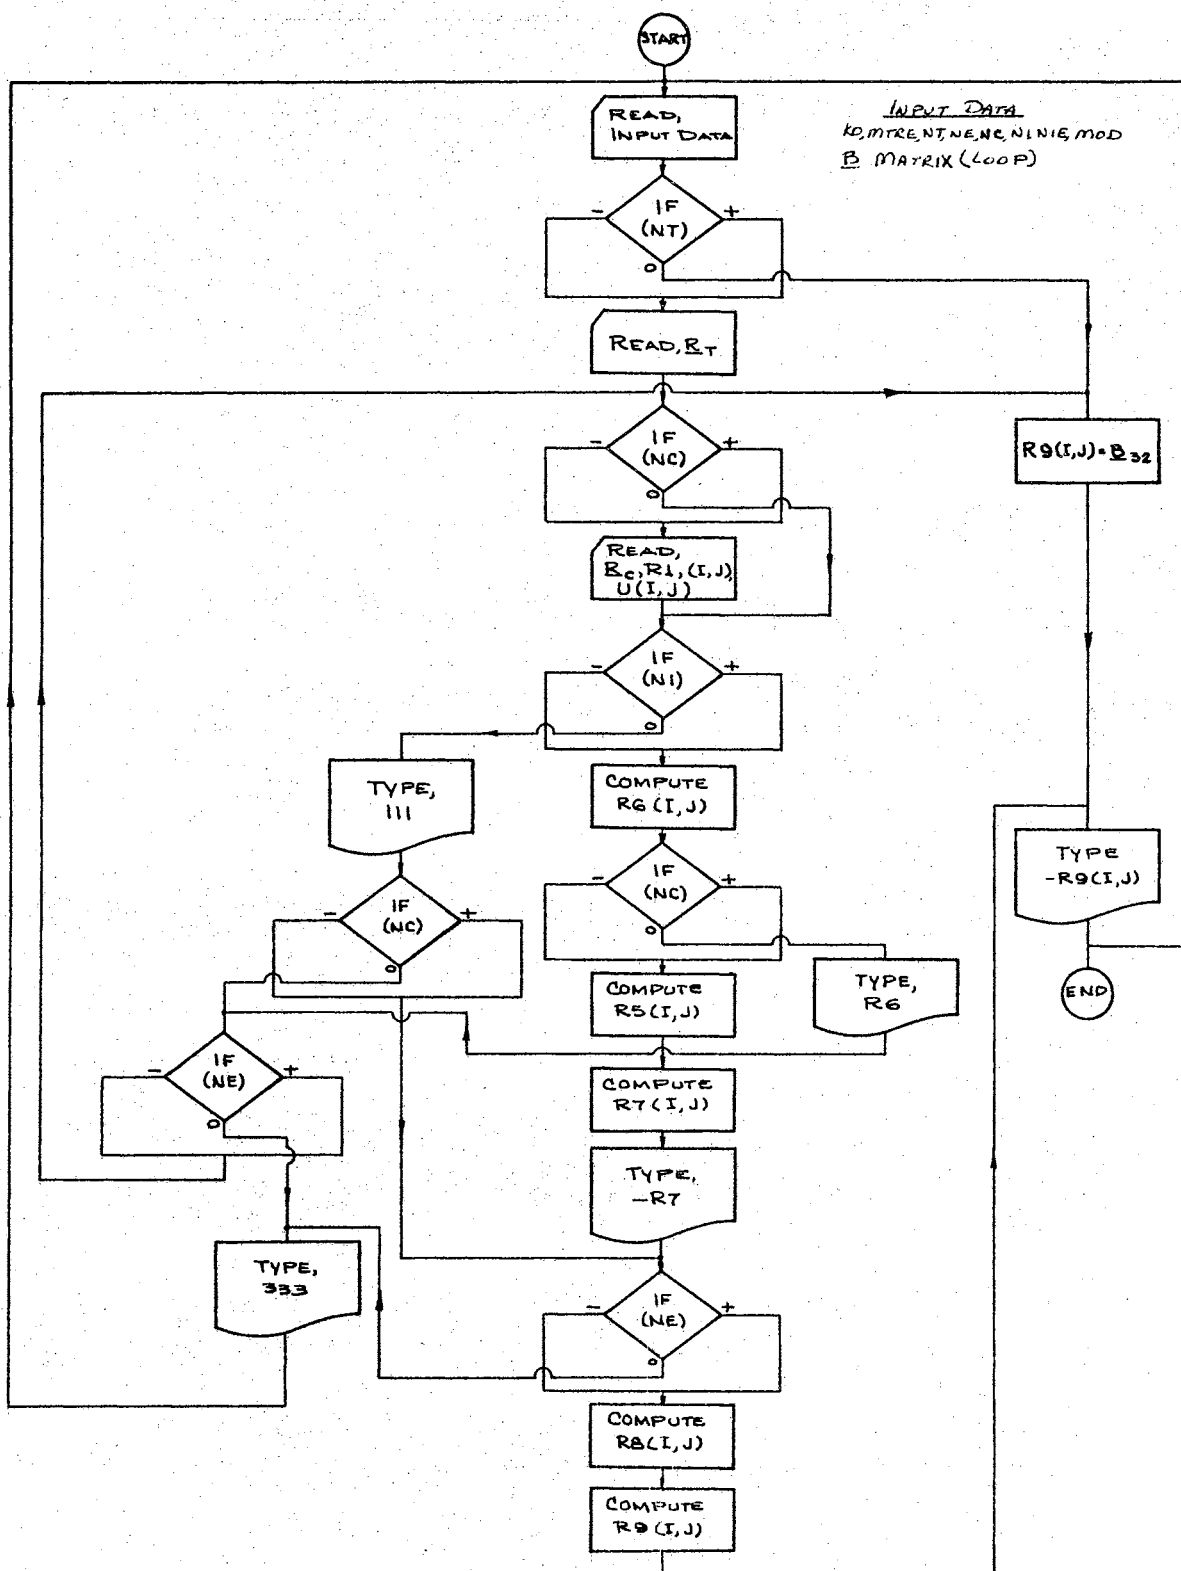 START
READ,
INPUT DATA
INPUT DATA
KD, MTRE, NT, NE, NC, N1, N1E, MOD
B MATRIX (LOOP)
IF
(NT)
- + 0
READ, RT
IF
(NC)
- + 0
R9(I,J)=B32
READ,
BC, R1, (I,J),
U(I,J)
IF
(N1)
- + 0
TYPE,
111
COMPUTE
R6(I,J)
TYPE
-R9(I,J)
IF
(NC)
- + 0
IF
(NC)
- + 0
TYPE,
R6
END
COMPUTE
R5(I,J)
IF
(NE)
- + 0
COMPUTE
R7(I,J)
TYPE,
-R7
TYPE,
333
IF
(NE)
- + 0
COMPUTE
R8(I,J)
COMPUTE
R9(I,J)